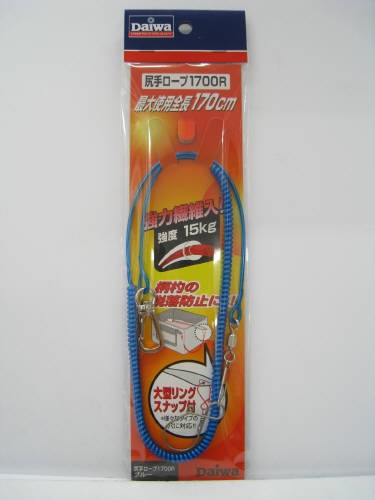 Daiwa
尻手ロープ1700R
最大使用全長170cm
強力繊維入!
強度 15kg
桐杓の
脱落防止に!!
大型リング
スナップ付
尻手ロープ1700R
ブルー
Daiwa